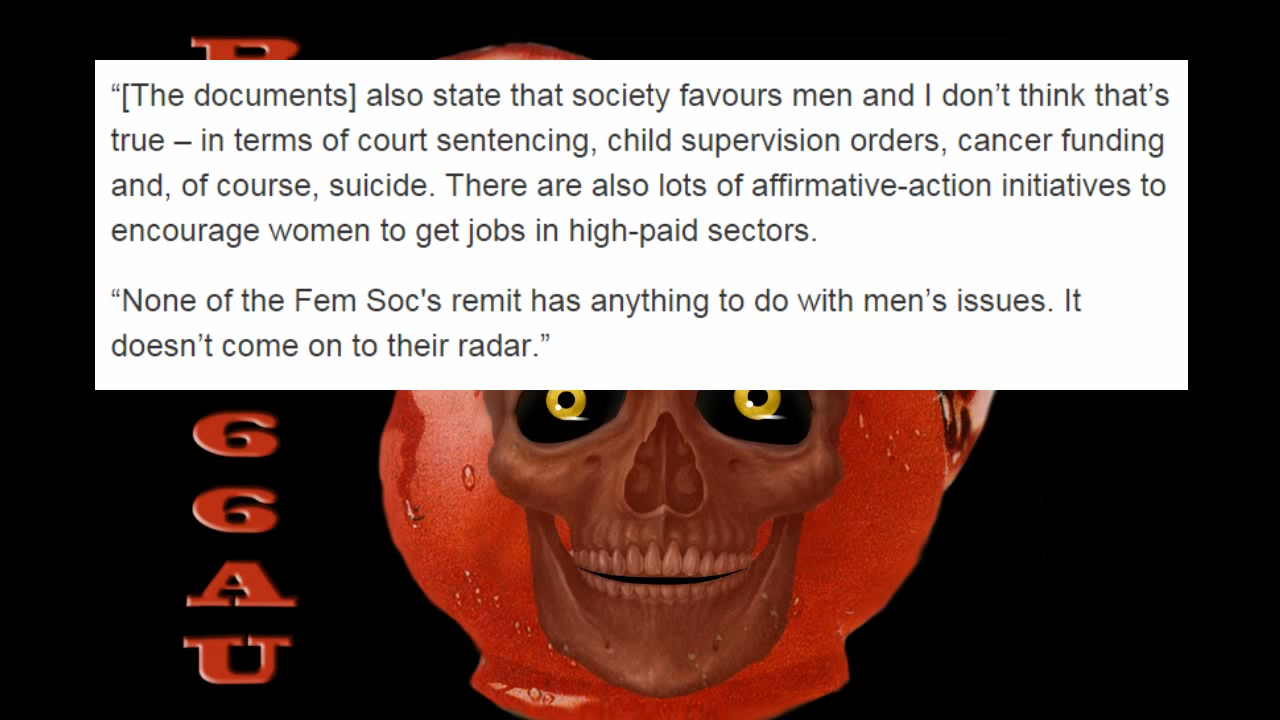 “[The documents] also state that society favours men and I don’t think that’s
true – in terms of court sentencing, child supervision orders, cancer funding
and, of course, suicide. There are also lots of affirmative-action initiatives to
encourage women to get jobs in high-paid sectors.
“None of the Fem Soc's remit has anything to do with men’s issues. It
doesn’t come on to their radar.”
6
6
A
U